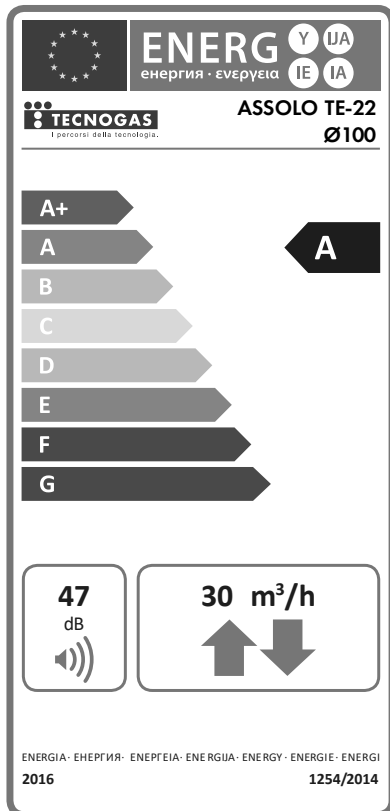 ENERG Y IJA
енергия · ενεργεια IE IA
TECNOGAS
I percorsi della tecnologia.
ASSOLO TE-22
Ø100
A+
A
A
B
C
D
E
F
G
47
dB
30 m³/h
ENERGIA · ЕНЕРГИЯ · ΕΝΕΡΓΕΙΑ · ENERGIJA · ENERGY · ENERGIE · ENERGI
2016 1254/2014